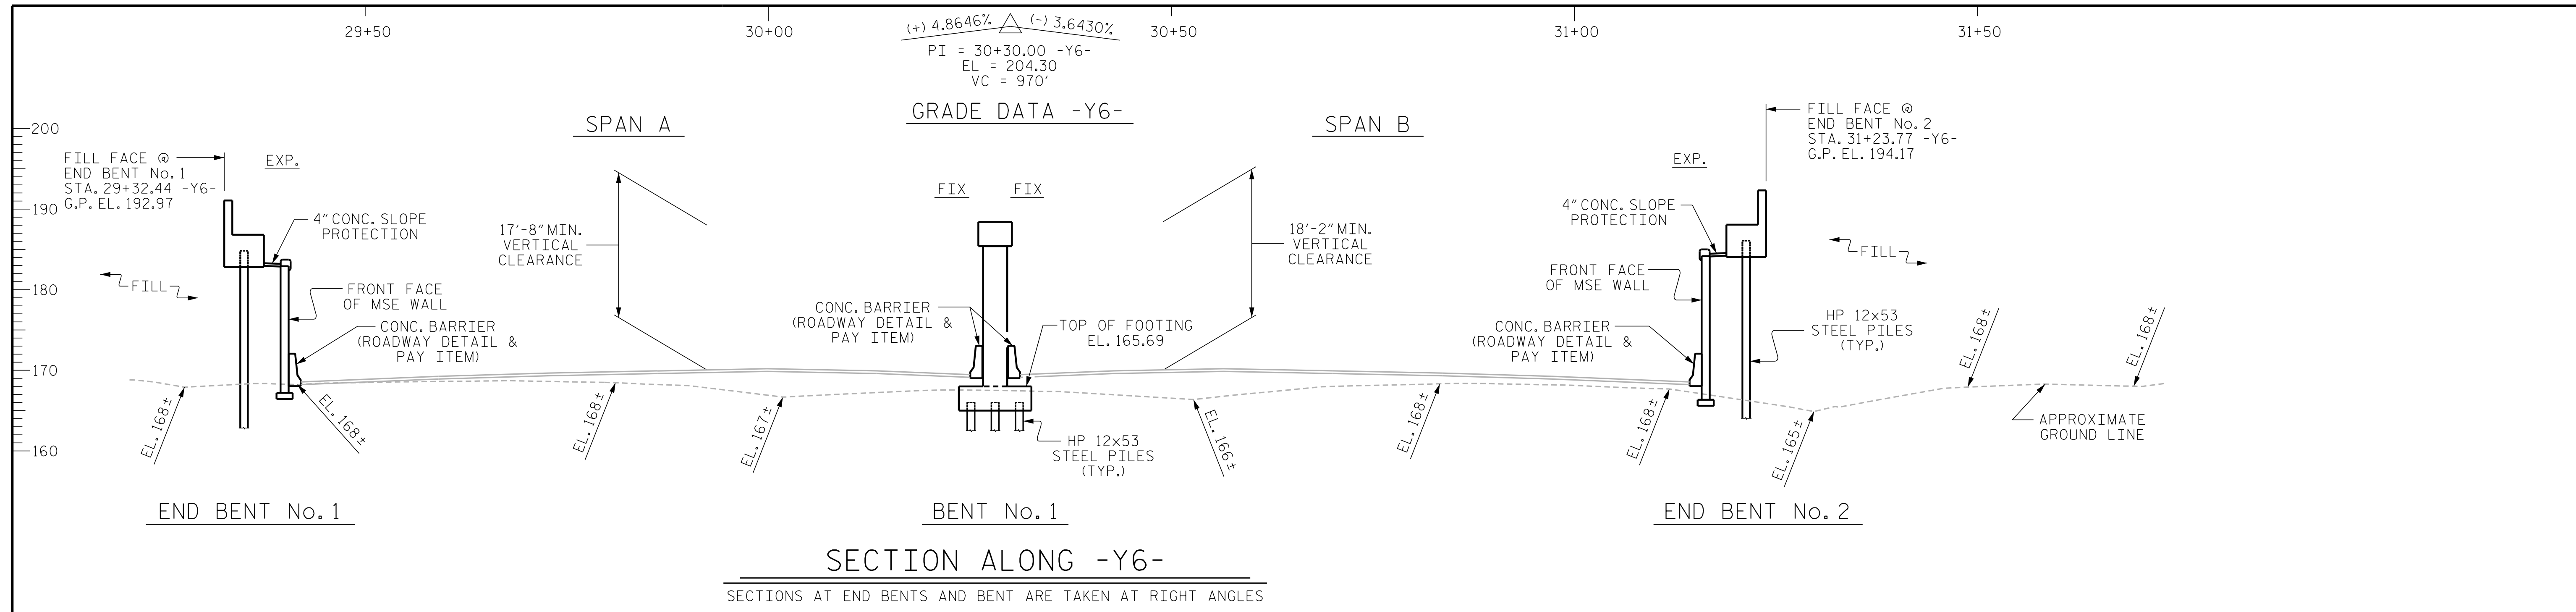 29+50
30+00
30+50
31+00
31+50
(+) 4.8646%
(-) 3.6430%
PI = 30+30.00 -Y6-
EL = 204.30
VC = 970'
GRADE DATA -Y6-
SPAN A
SPAN B
200
190
180
170
160
FILL FACE @
END BENT No. 1
STA. 29+32.44 -Y6-
G.P. EL. 192.97
EXP.
4" CONC. SLOPE
PROTECTION
FILL
FRONT FACE
OF MSE WALL
CONC. BARRIER
(ROADWAY DETAIL &
PAY ITEM)
17'-8" MIN.
VERTICAL
CLEARANCE
FIX
FIX
CONC. BARRIER
(ROADWAY DETAIL &
PAY ITEM)
TOP OF FOOTING
EL. 165.69
18'-2" MIN.
VERTICAL
CLEARANCE
FILL FACE @
END BENT No. 2
STA. 31+23.77 -Y6-
G.P. EL. 194.17
EXP.
4" CONC. SLOPE
PROTECTION
FRONT FACE
OF MSE WALL
FILL
CONC. BARRIER
(ROADWAY DETAIL &
PAY ITEM)
HP 12x53
STEEL PILES
(TYP.)
EL. 168±
EL. 168±
EL. 168±
EL. 167±
HP 12x53
STEEL PILES
(TYP.)
EL. 166±
EL. 168±
EL. 168±
EL. 165±
EL. 168±
EL. 168±
APPROXIMATE
GROUND LINE
END BENT No. 1
BENT No. 1
END BENT No. 2
SECTION ALONG -Y6-
SECTIONS AT END BENTS AND BENT ARE TAKEN AT RIGHT ANGLES